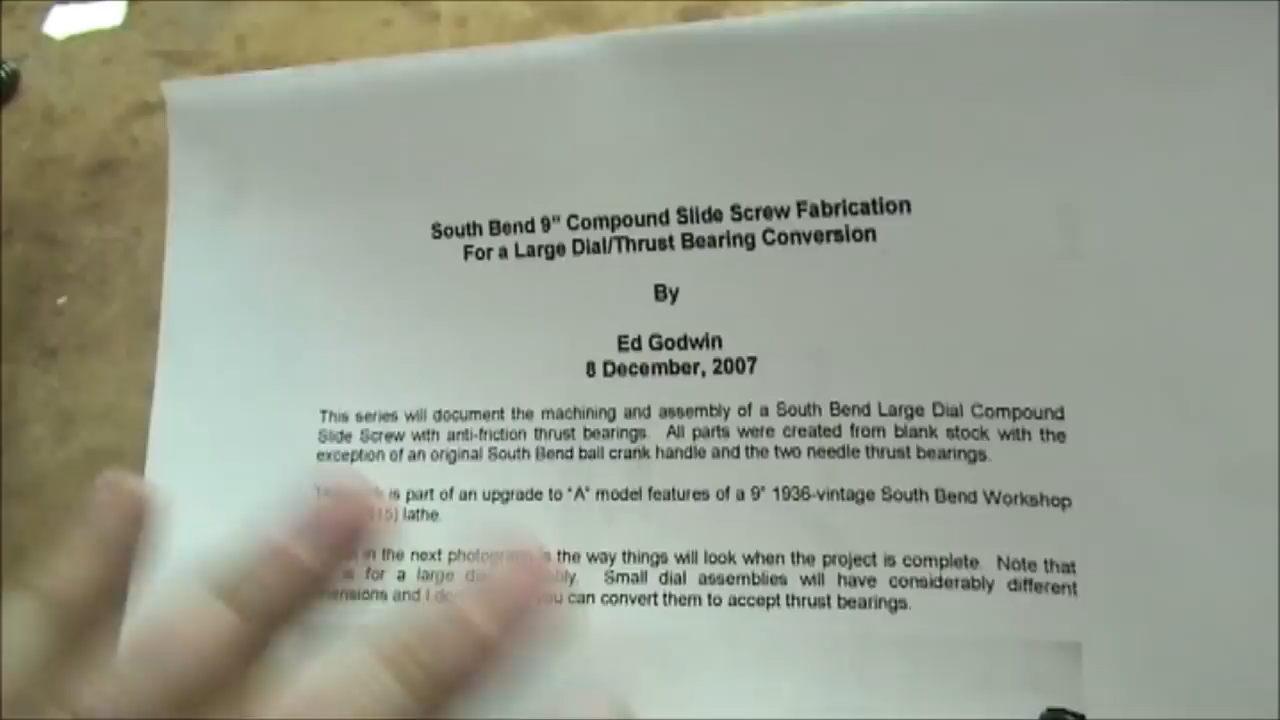 South Bend 9" Compound Slide Screw Fabrication
For a Large Dial/Thrust Bearing Conversion
By
Ed Godwin
8 December, 2007
This series will document the machining and assembly of a South Bend Large Dial Compound
Slide Screw with anti-friction thrust bearings. All parts were created from blank stock with the
exception of an original South Bend ball crank handle and the two needle thrust bearings.
is part of an upgrade to "A" model features of a 9" 1936-vintage South Bend Workshop
lathe.
in the next is the way things will look when the project is complete. Note that
for a large Small dial assemblies will have considerably different
and I you can convert them to accept thrust bearings.